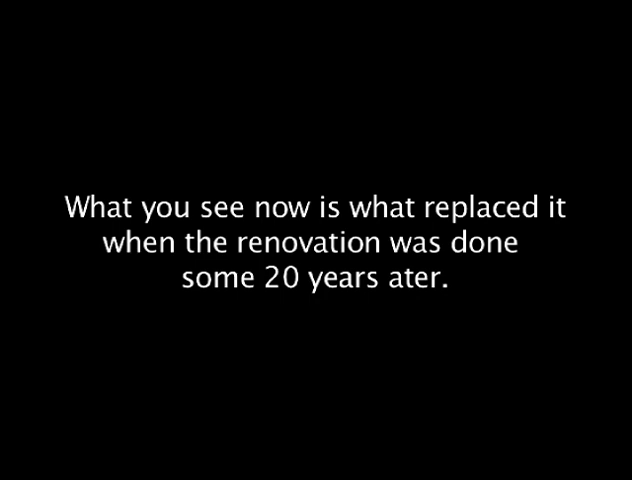 What you see now is what replaced it
when the renovation was done
some 20 years ater.